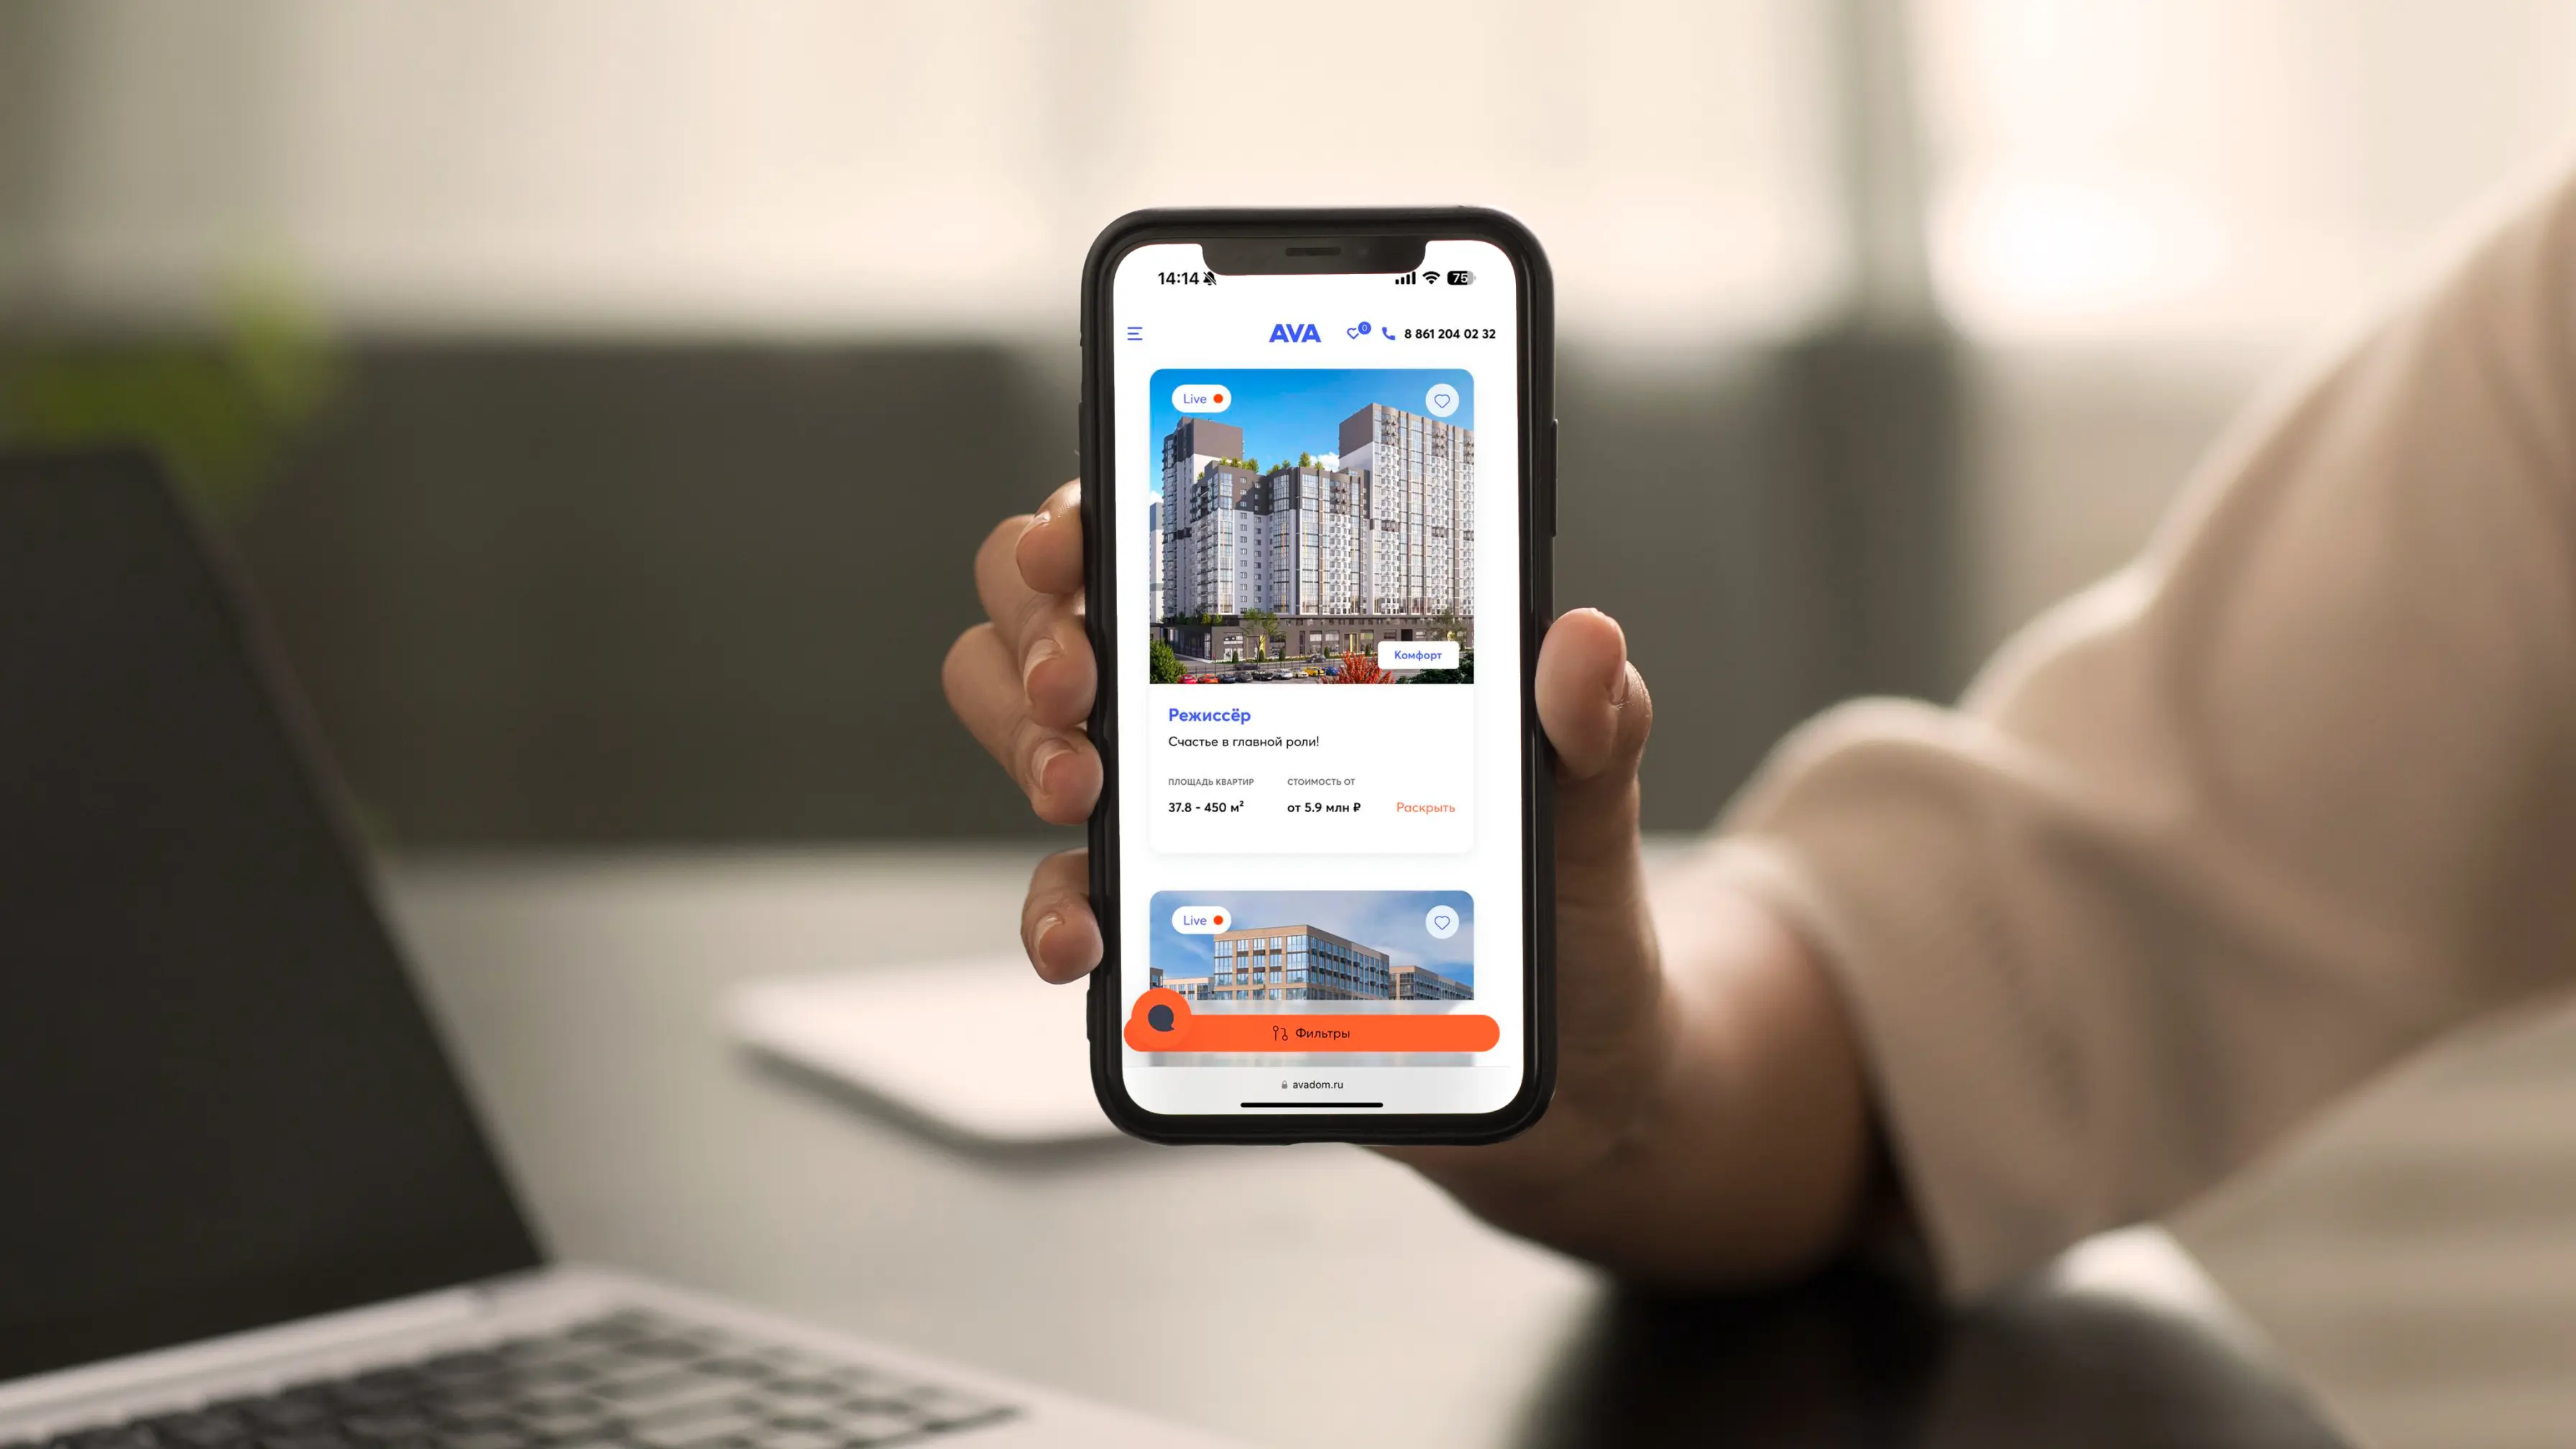 14:14
75
AVA
0
8 861 204 02 32
Live
Комфорт
Режиссёр
Счастье в главной роли!
ПЛОЩАДЬ КВАРТИР
СТОИМОСТЬ ОТ
37.8 - 450 м²
от 5.9 млн ₽
Раскрыть
Live
Фильтры
avadom.ru